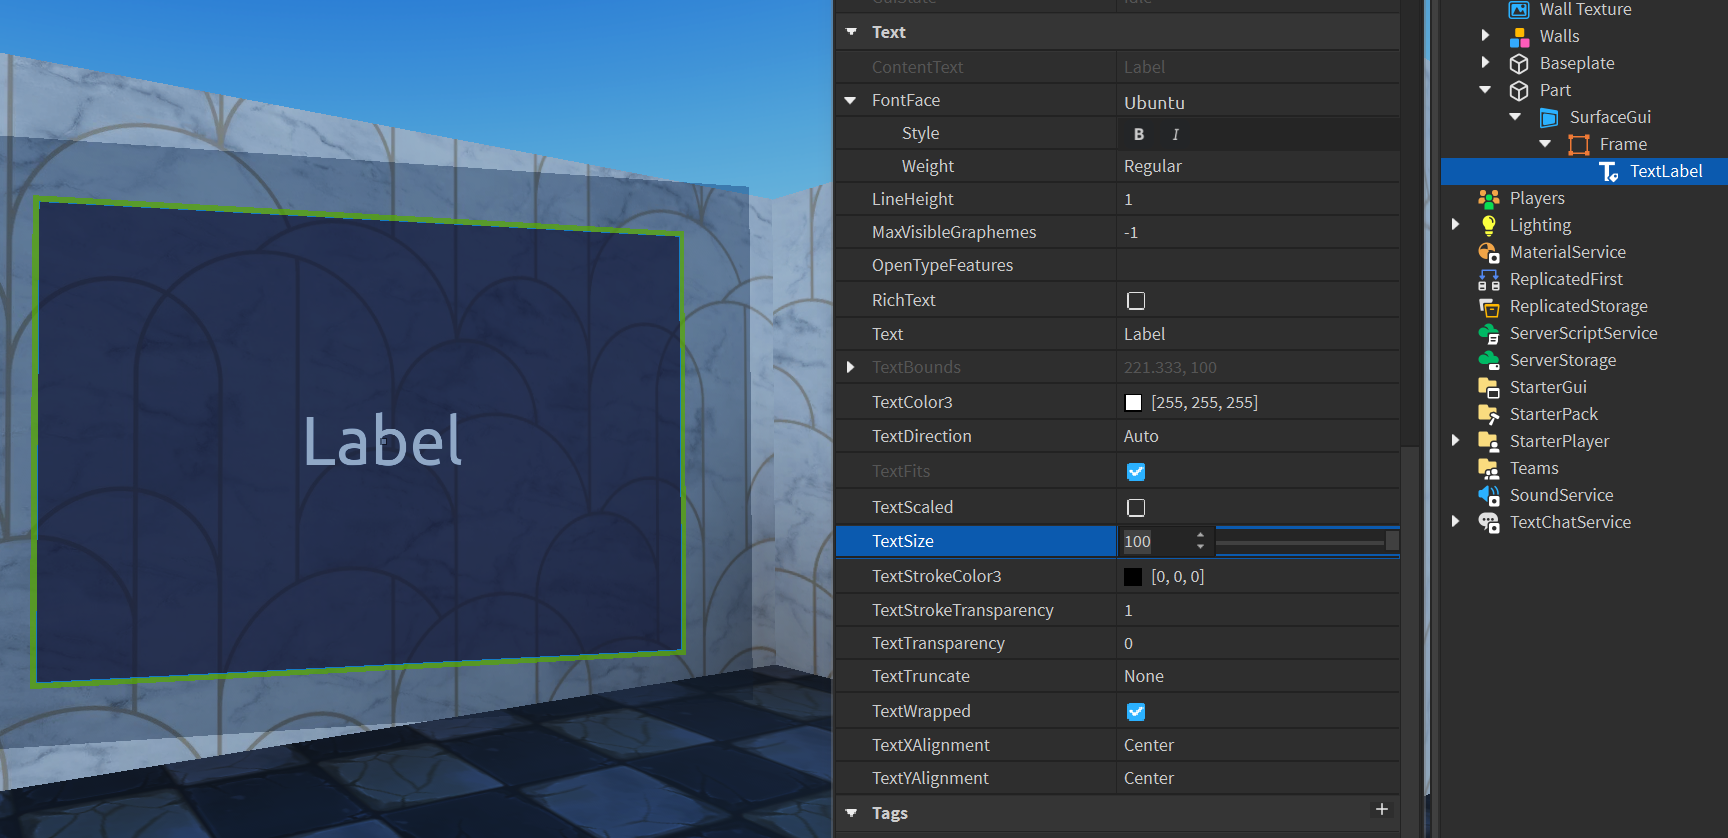 Label
GuiState Idle
Text
ContentText Label
FontFace Ubuntu
Style B I
Weight Regular
LineHeight 1
MaxVisibleGraphemes -1
OpenTypeFeatures
RichText
Text Label
TextBounds 221.333, 100
TextColor3 [255, 255, 255]
TextDirection Auto
TextFits
TextScaled
TextSize 100
TextStrokeColor3 [0, 0, 0]
TextStrokeTransparency 1
TextTransparency 0
TextTruncate None
TextWrapped
TextXAlignment Center
TextYAlignment Center
Tags +
Wall Texture
Walls
Baseplate
Part
SurfaceGui
Frame
TextLabel
Players
Lighting
MaterialService
ReplicatedFirst
ReplicatedStorage
ServerScriptService
ServerStorage
StarterGui
StarterPack
StarterPlayer
Teams
SoundService
TextChatService